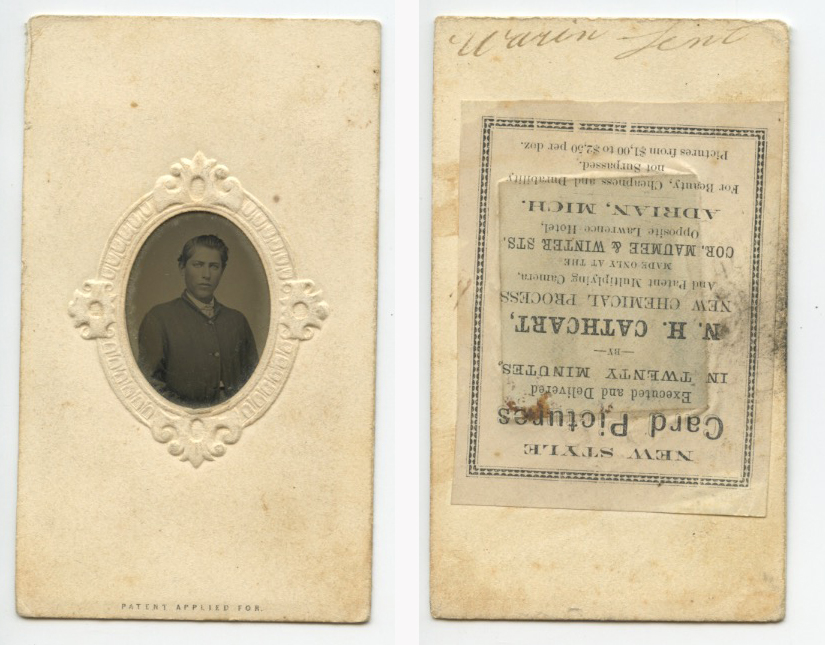 PATENT APPLIED FOR.
NEW STYLE
Card Pictures
Executed and Delivered
IN TWENTY MINUTES,
—BY—
N. H. CATHCART,
NEW CHEMICAL PROCESS
And Patent Multiplying Camera,
MADE ONLY AT THE
COR. MAUMEE & WINTER STS.
Opposite Lawrence Hotel,
ADRIAN, MICH.
For Beauty, Cheapness and Durability
not Surpassed.
Pictures from $1,00 to $2,50 per doz.